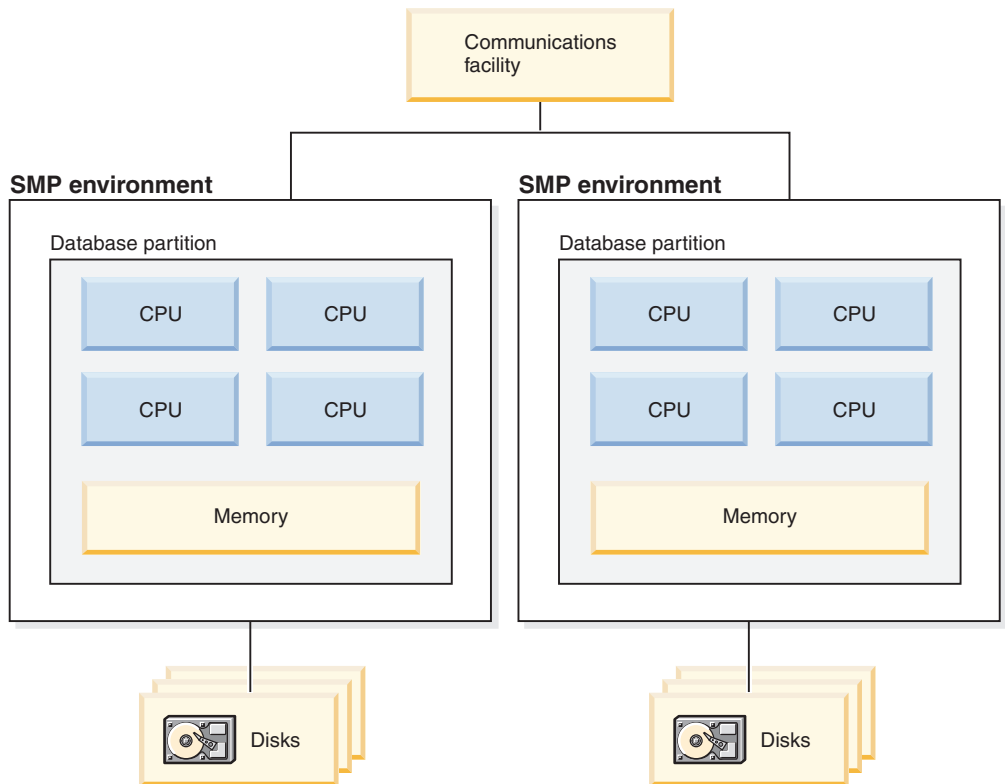 Communications
facility
SMP environment
SMP environment
Database partition
Database partition
CPU
CPU
CPU
CPU
CPU
CPU
CPU
CPU
Memory
Memory
Disks
Disks